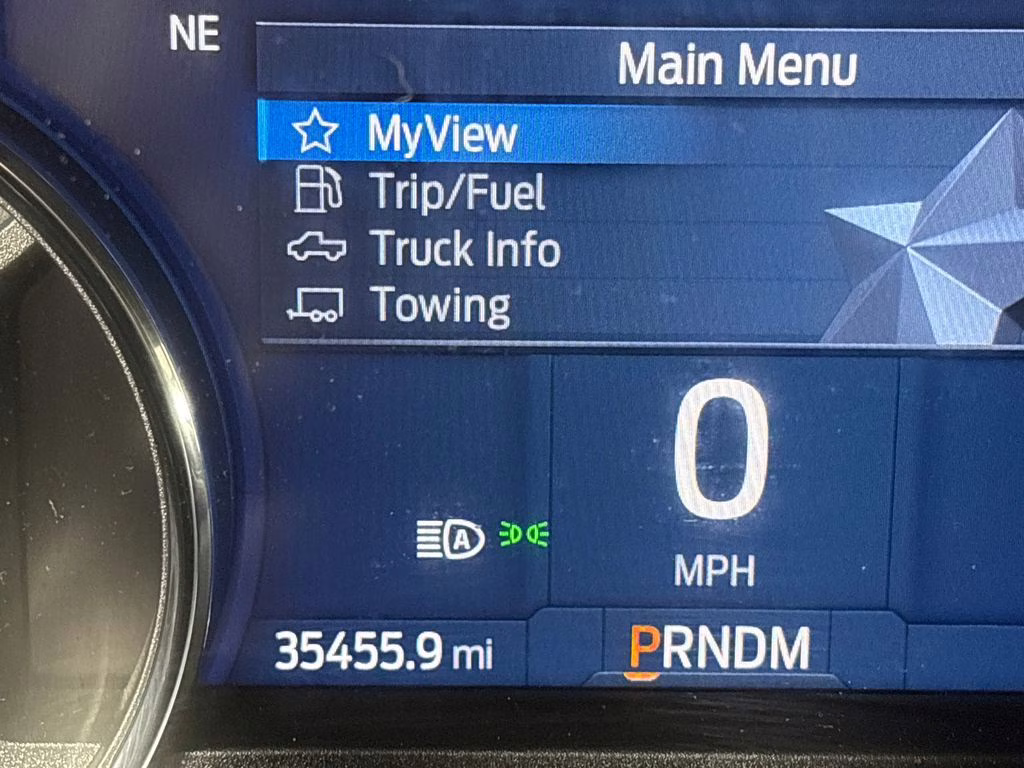 NE
Main Menu
MyView
Trip/Fuel
Truck Info
Towing
0
MPH
A
35455.9 mi
PRNDM